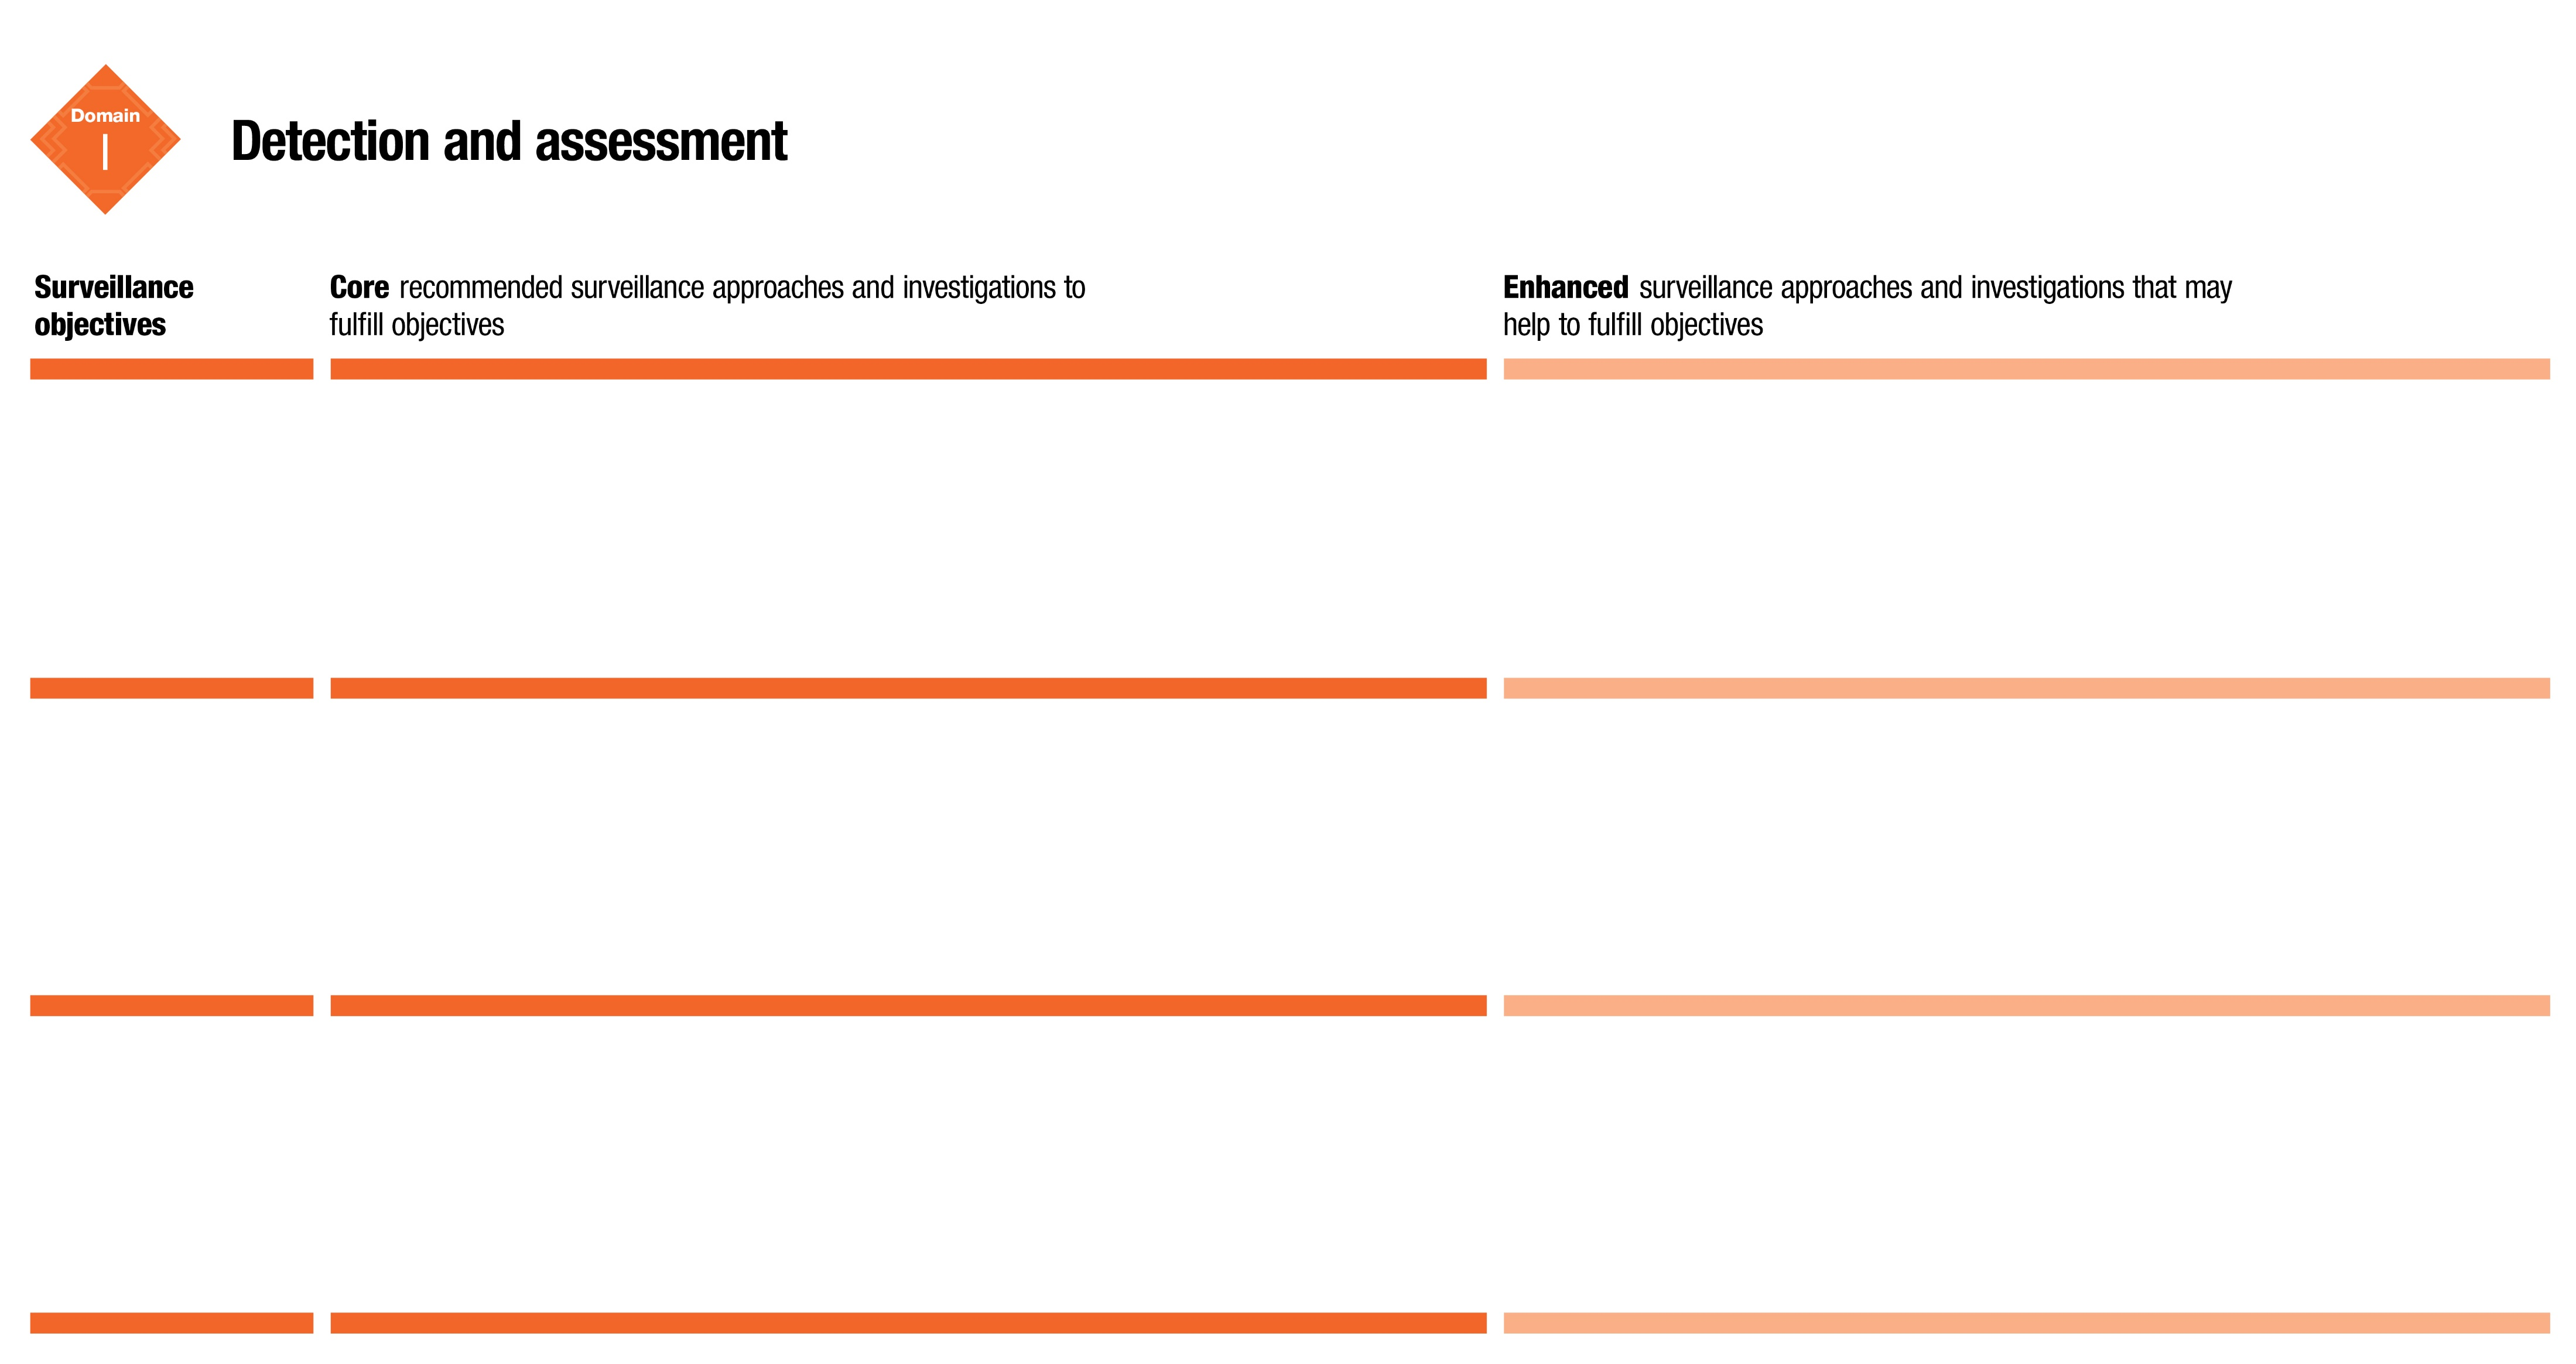 Domain
I
Detection and assessment
Surveillance
objectives
Core recommended surveillance approaches and investigations to
fulfill objectives
Enhanced surveillance approaches and investigations that may
help to fulfill objectives